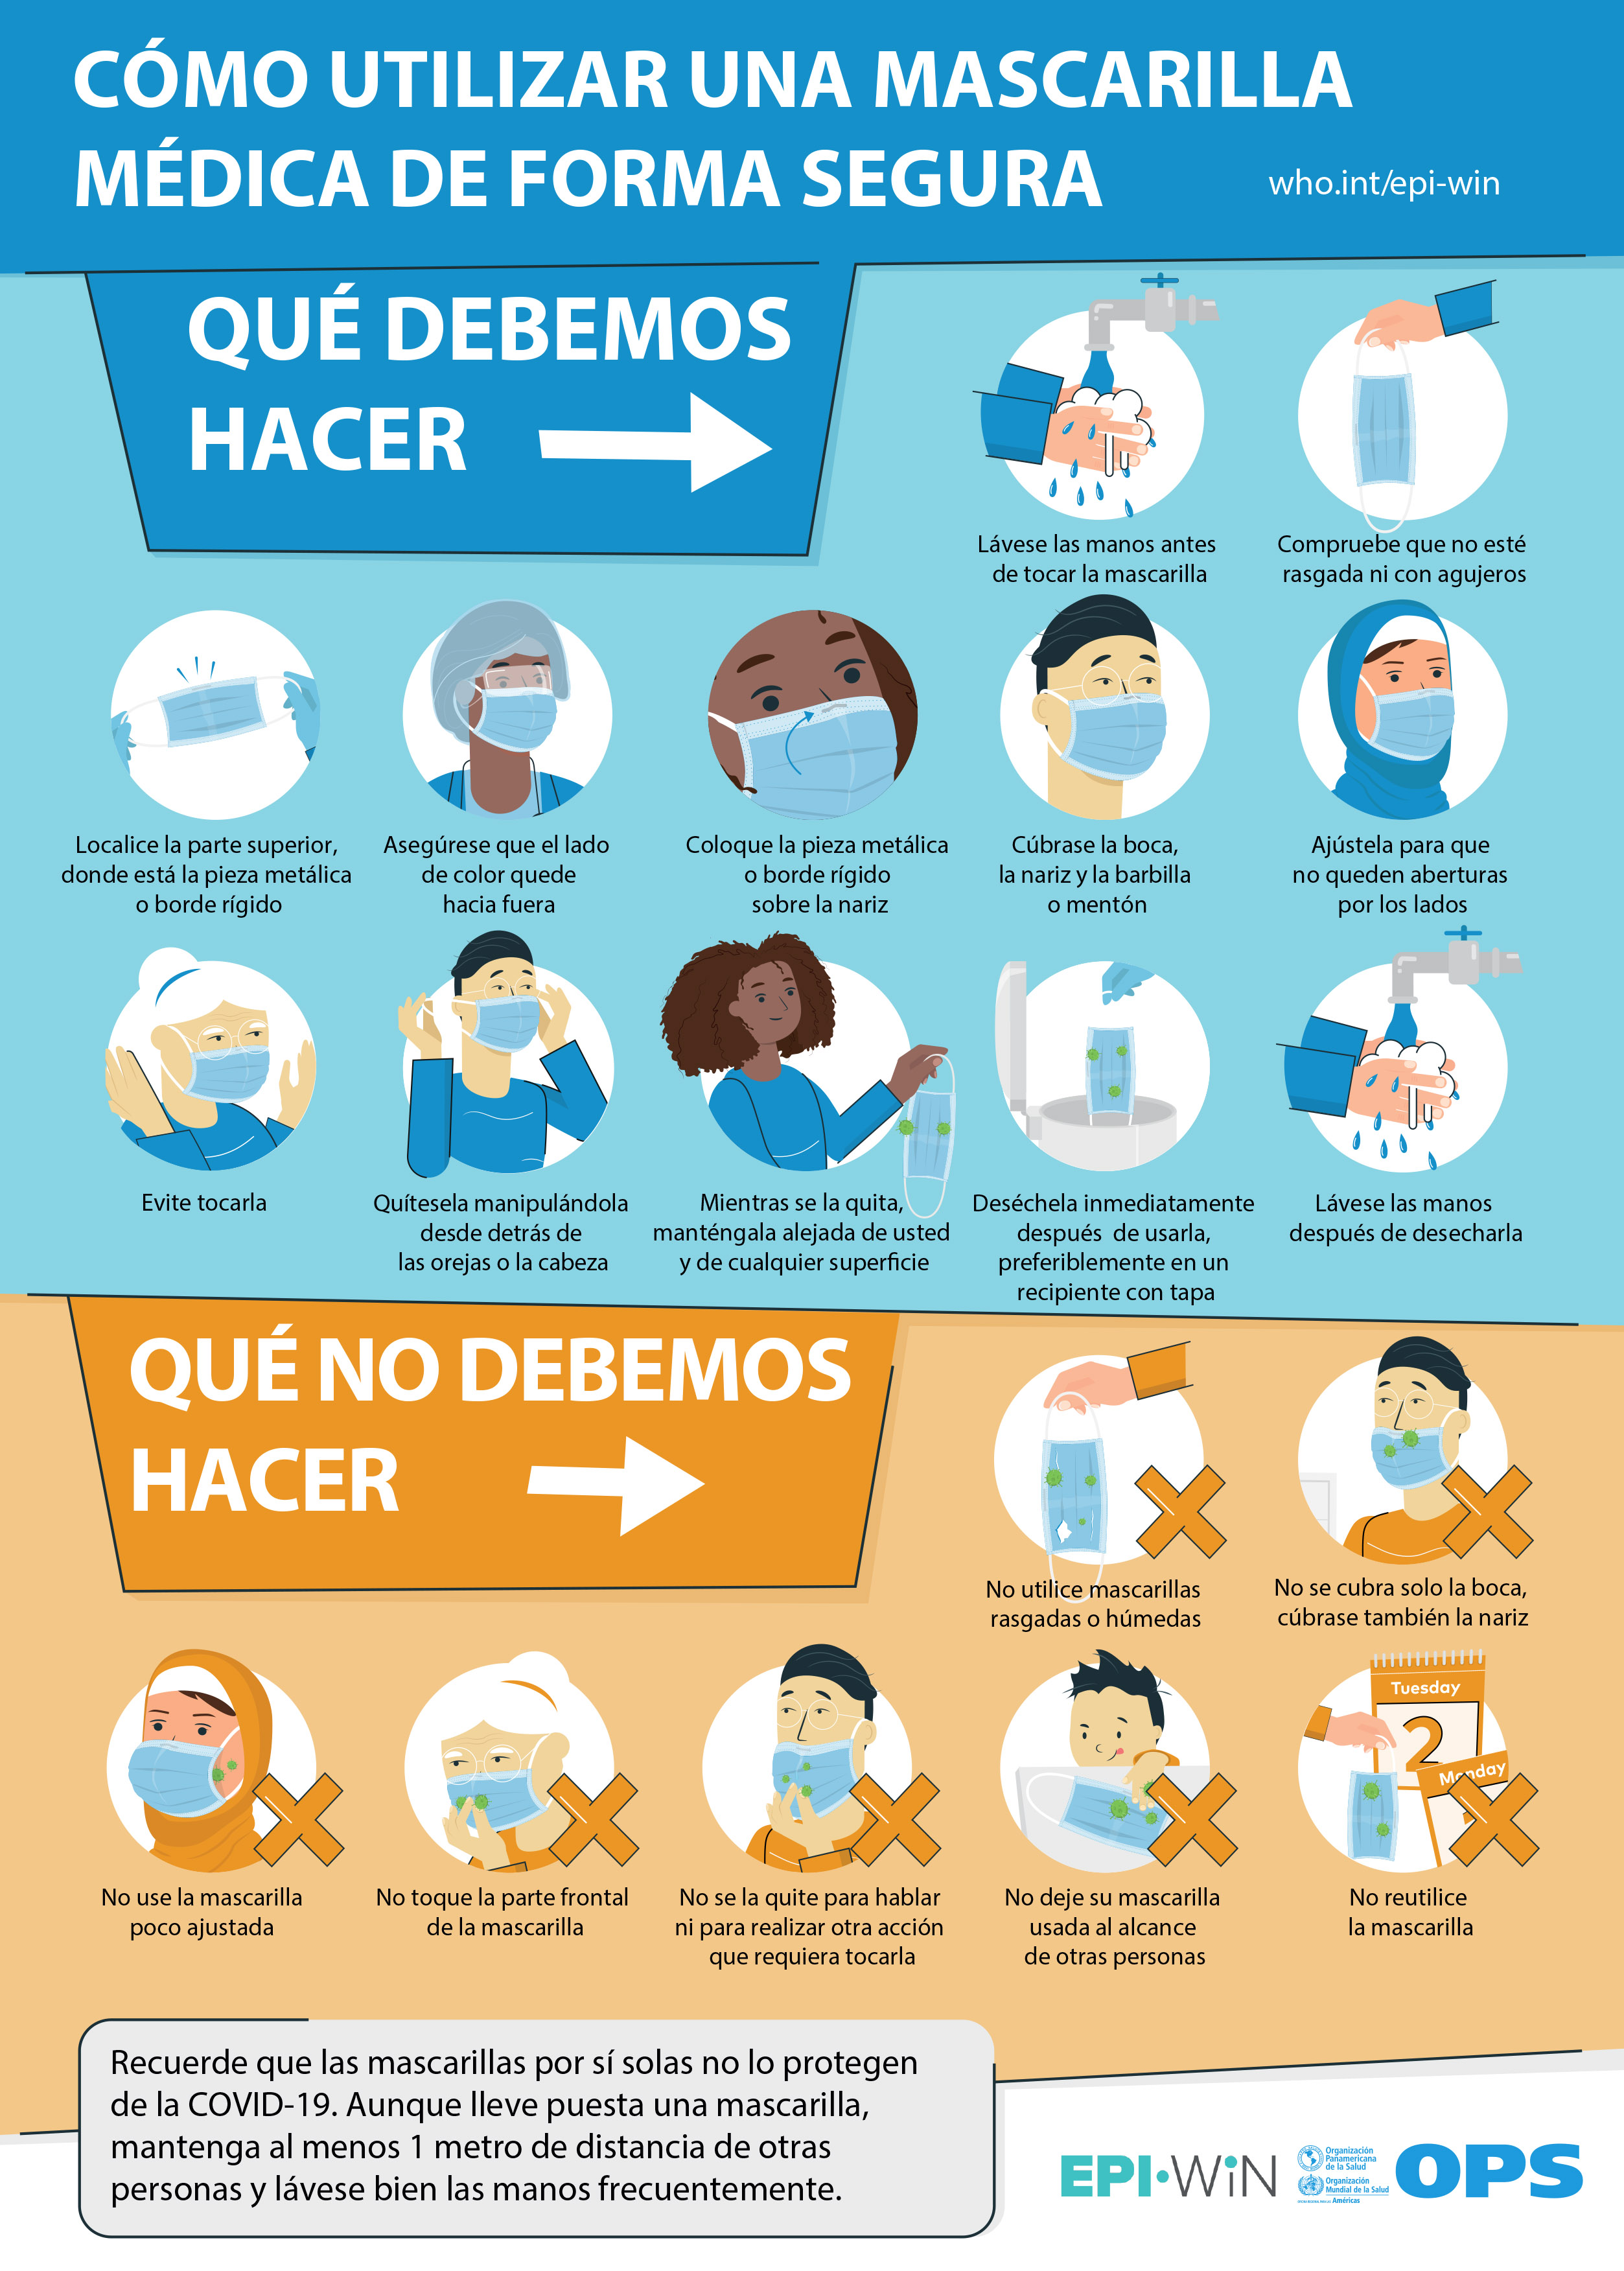 CÓMO UTILIZAR UNA MASCARILLA
MÉDICA DE FORMA SEGURA
who.int/epi-win
QUÉ DEBEMOS
HACER
Lávese las manos antes
de tocar la mascarilla
Compruebe que no esté
rasgada ni con agujeros
Localice la parte superior,
donde está la pieza metálica
o borde rígido
Asegúrese que el lado
de color quede
hacia fuera
Coloque la pieza metálica
o borde rígido
sobre la nariz
Cúbrase la boca,
la nariz y la barbilla
o mentón
Ajústela para que
no queden aberturas
por los lados
Evite tocarla
Quítesela manipulándola
desde detrás de
las orejas o la cabeza
Mientras se la quita,
manténgala alejada de usted
y de cualquier superficie
Deséchela inmediatamente
después de usarla,
preferiblemente en un
recipiente con tapa
Lávese las manos
después de desecharla
QUÉ NO DEBEMOS
HACER
No utilice mascarillas
rasgadas o húmedas
No se cubra solo la boca,
cúbrase también la nariz
No use la mascarilla
poco ajustada
No toque la parte frontal
de la mascarilla
No se la quite para hablar
ni para realizar otra acción
que requiera tocarla
No deje su mascarilla
usada al alcance
de otras personas
Tuesday
2
Monday
No reutilice
la mascarilla
Recuerde que las mascarillas por sí solas no lo protegen
de la COVID-19. Aunque lleve puesta una mascarilla,
mantenga al menos 1 metro de distancia de otras
personas y lávese bien las manos frecuentemente.
EPI•WiN
Organización
Panamericana
de la Salud
Organización
Mundial de la Salud
Américas
OPS